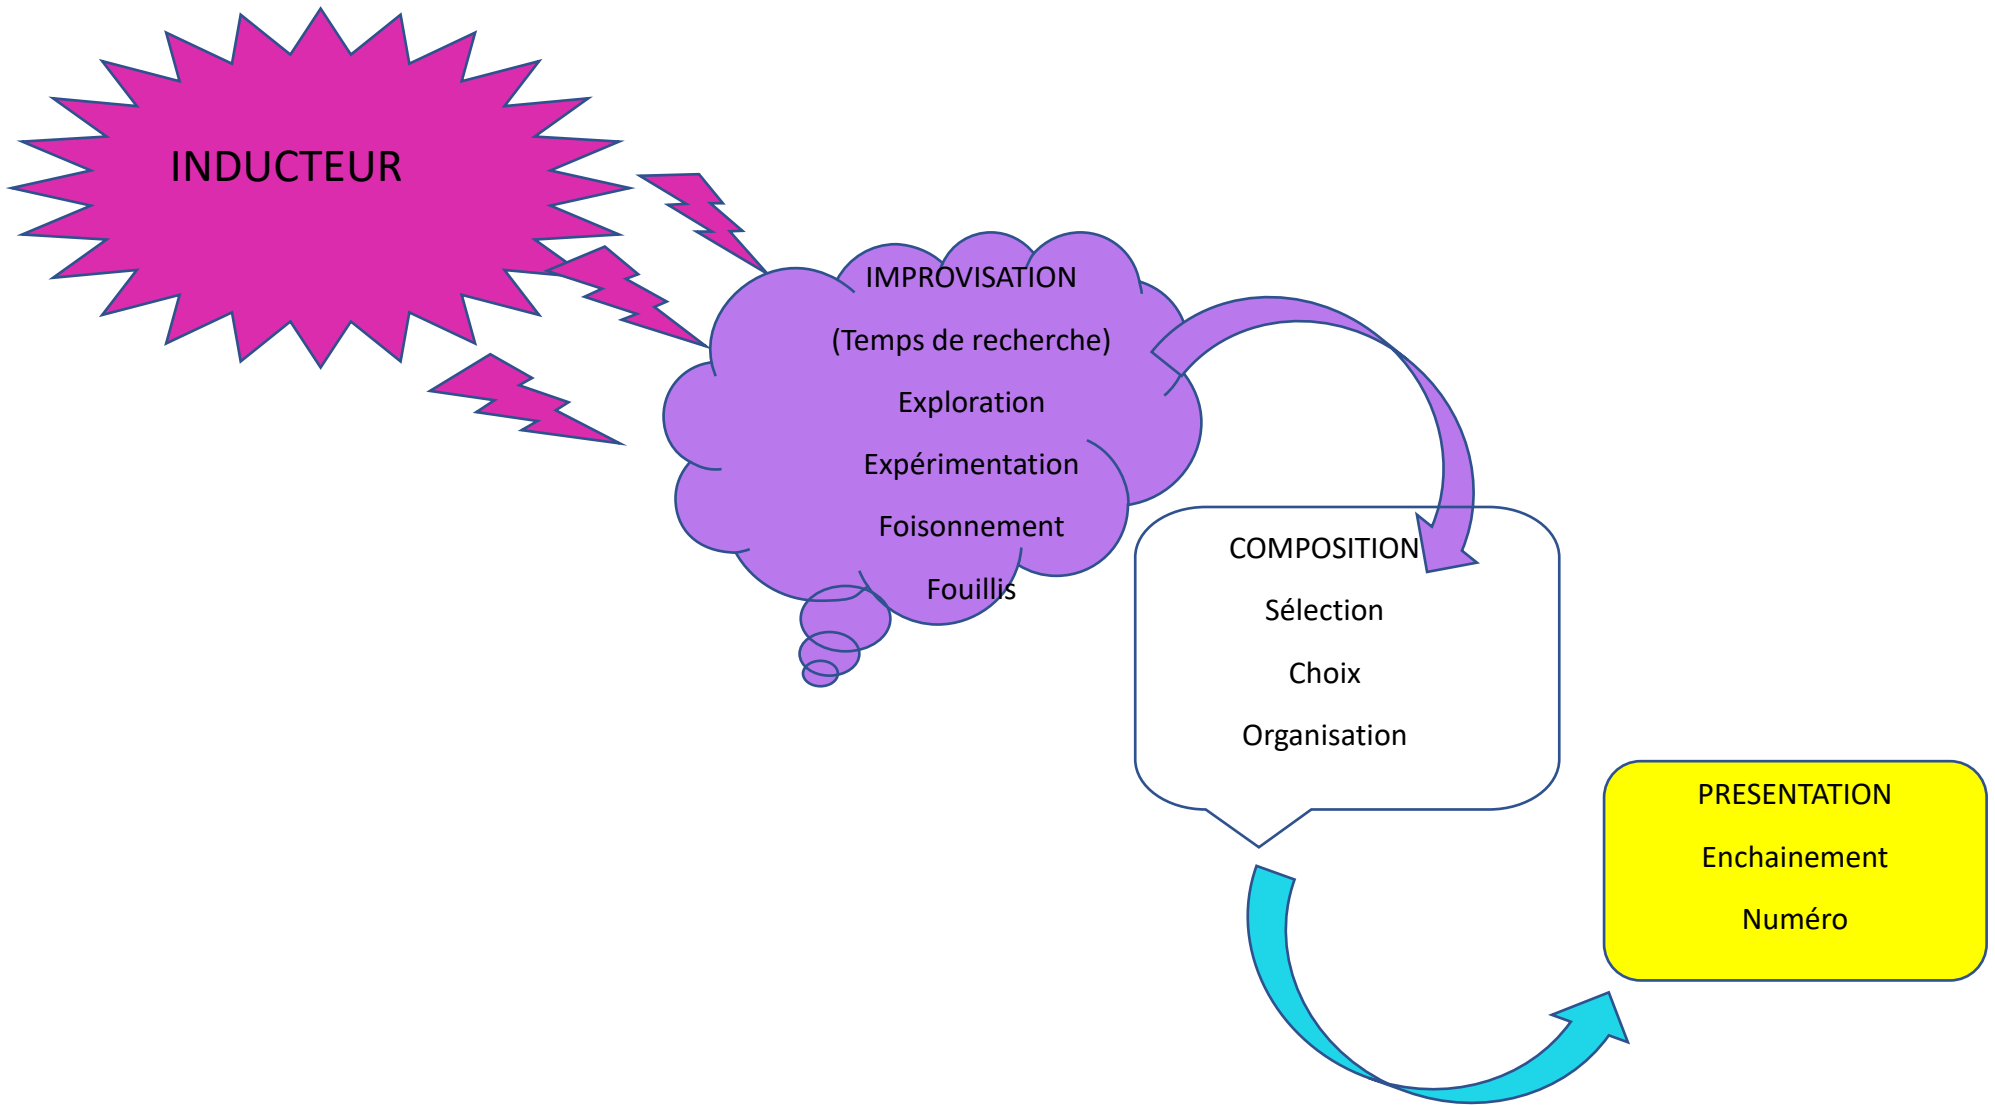 INDUCTEUR
IMPROVISATION
(Temps de recherche)
Exploration
Expérimentation
Foisonnement
Fouillis
COMPOSITION
Sélection
Choix
Organisation
PRESENTATION
Enchainement
Numéro